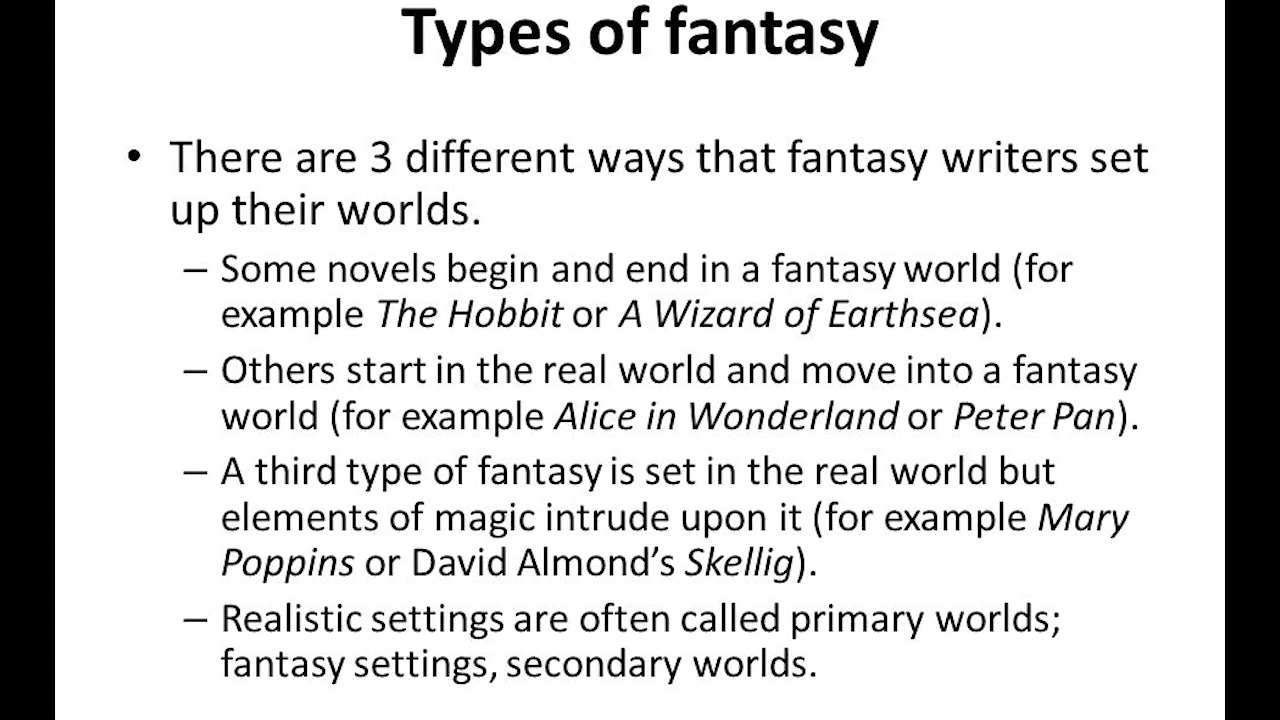 Types of fantasy
• There are 3 different ways that fantasy writers set
up their worlds.
– Some novels begin and end in a fantasy world (for
example The Hobbit or A Wizard of Earthsea).
– Others start in the real world and move into a fantasy
world (for example Alice in Wonderland or Peter Pan).
– A third type of fantasy is set in the real world but
elements of magic intrude upon it (for example Mary
Poppins or David Almond’s Skellig).
– Realistic settings are often called primary worlds;
fantasy settings, secondary worlds.